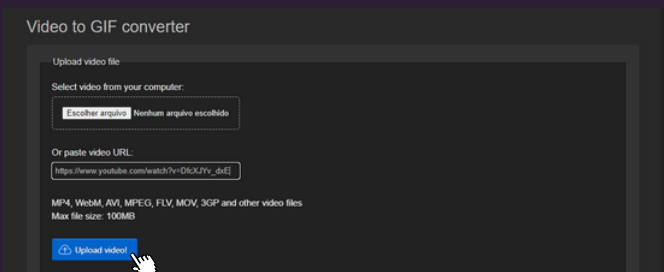 Video to GIF converter
Upload video file
Select video from your computer:
Escolher arquivo Nenhum arquivo escolhido
Or paste video URL:
https://www.youtube.com/watch?v=DfcXJYv_dxE
MP4, WebM, AVI, MPEG, FLV, MOV, 3GP and other video files
Max file size: 100MB
Upload video!